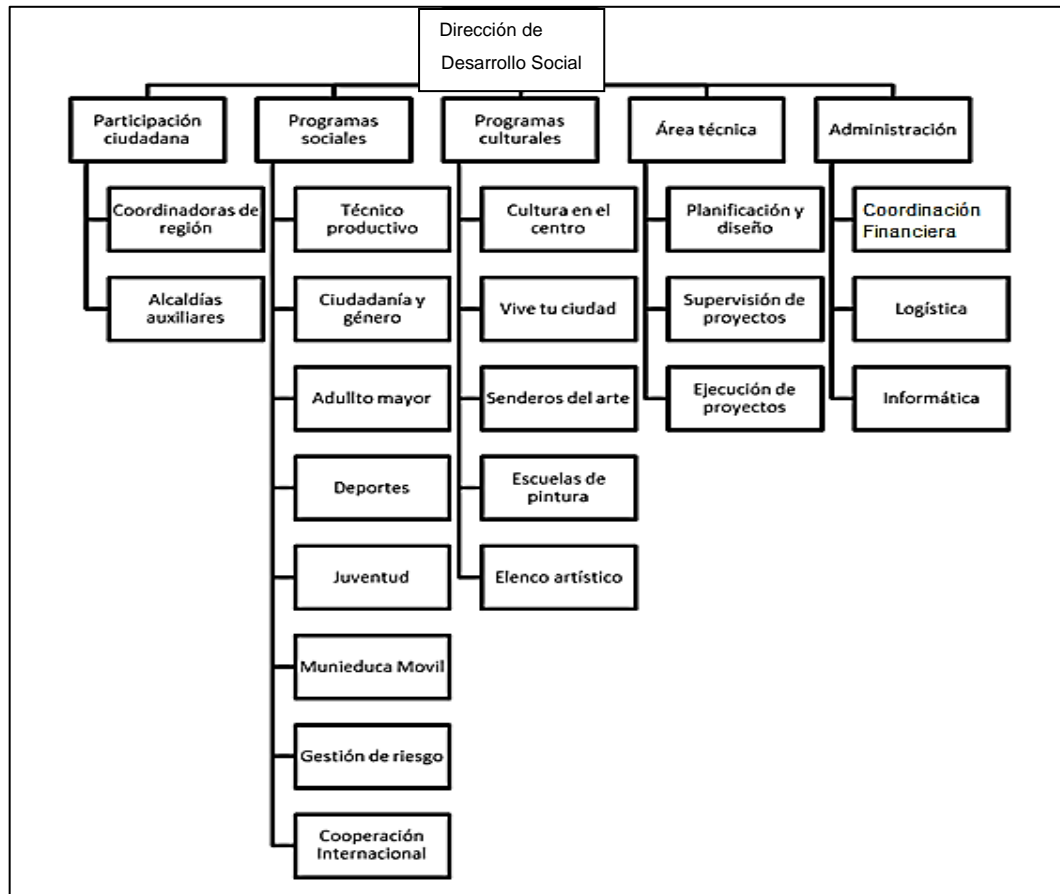 Dirección de
Desarrollo Social
Participación
ciudadana
Coordinadoras de
región
Alcaldías
auxiliares
Programas
sociales
Técnico
productivo
Ciudadanía y
género
Adullto mayor
Deportes
Juventud
Munieduca Movil
Gestión de riesgo
Cooperación
Internacional
Programas
culturales
Cultura en el
centro
Vive tu ciudad
Senderos del arte
Escuelas de
pintura
Elenco artístico
Área técnica
Planificación y
diseño
Supervisión de
proyectos
Ejecución de
proyectos
Administración
Coordinación
Financiera
Logística
Informática